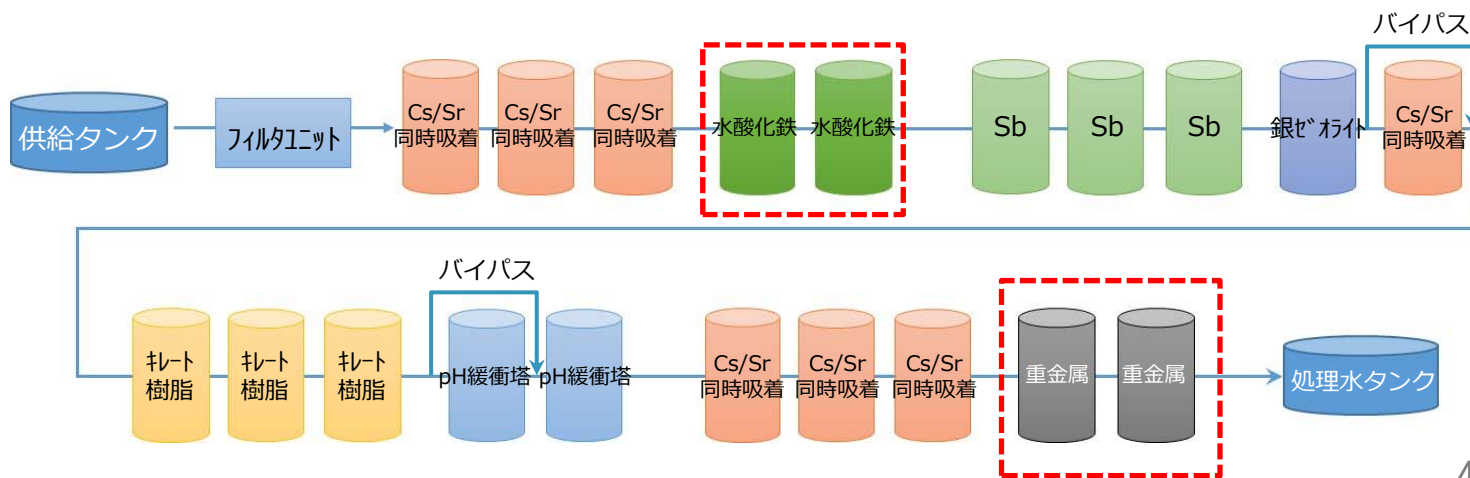 バイパス
供給タンク
フィルタユニット
Cs/Sr
同時吸着
Cs/Sr
同時吸着
Cs/Sr
同時吸着
水酸化鉄
水酸化鉄
Sb
Sb
Sb
銀ゼオライト
Cs/Sr
同時吸着
バイパス
キレート
樹脂
キレート
樹脂
キレート
樹脂
pH緩衝塔
pH緩衝塔
Cs/Sr
同時吸着
Cs/Sr
同時吸着
Cs/Sr
同時吸着
重金属
重金属
処理水タンク